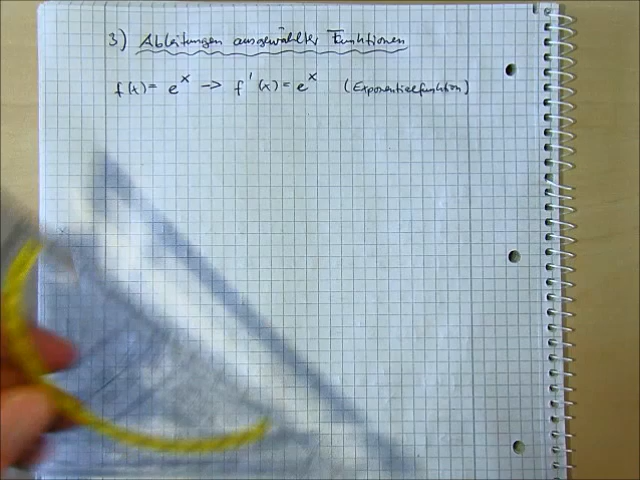 3) Ableitungen ausgewählter Funktionen
f(x) = e^x -> f'(x) = e^x (Exponentialfunktion)